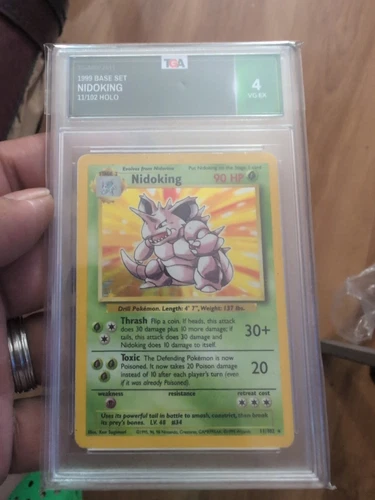 TGA
1999 BASE SET
NIDOKING
11/102 HOLO
4
VG-EX
Evolves from Nidorino
Put Nidoking on the Stage 1 card
Nidoking
90 HP
Drill Pokémon. Length: 4' 7", Weight: 137 lbs.
Thrash Flip a coin. If heads, this attack
does 30 damage plus 10 more damage; if
tails, this attack does 30 damage and
Nidoking does 10 damage to itself.
30+
Toxic The Defending Pokémon is now
Poisoned. It now takes 20 Poison damage
instead of 10 after each player's turn (even
if it was already Poisoned).
20
weakness
resistance
retreat cost
Uses its powerful tail in battle to smash, constrict, then break
its prey's bones. LV. 48 #34
11/102 ★